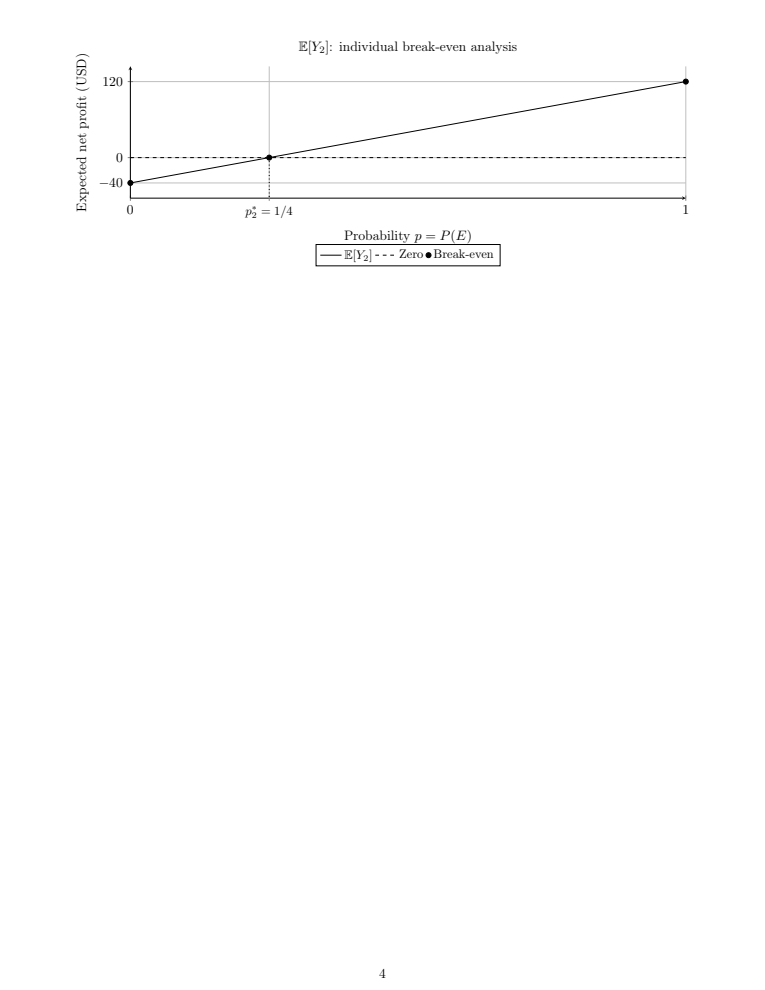 𝔼[Y₂]: individual break-even analysis
Expected net profit (USD)
120
0
−40
0
p₂* = 1/4
1
Probability p = P(E)
𝔼[Y₂] Zero Break-even
4